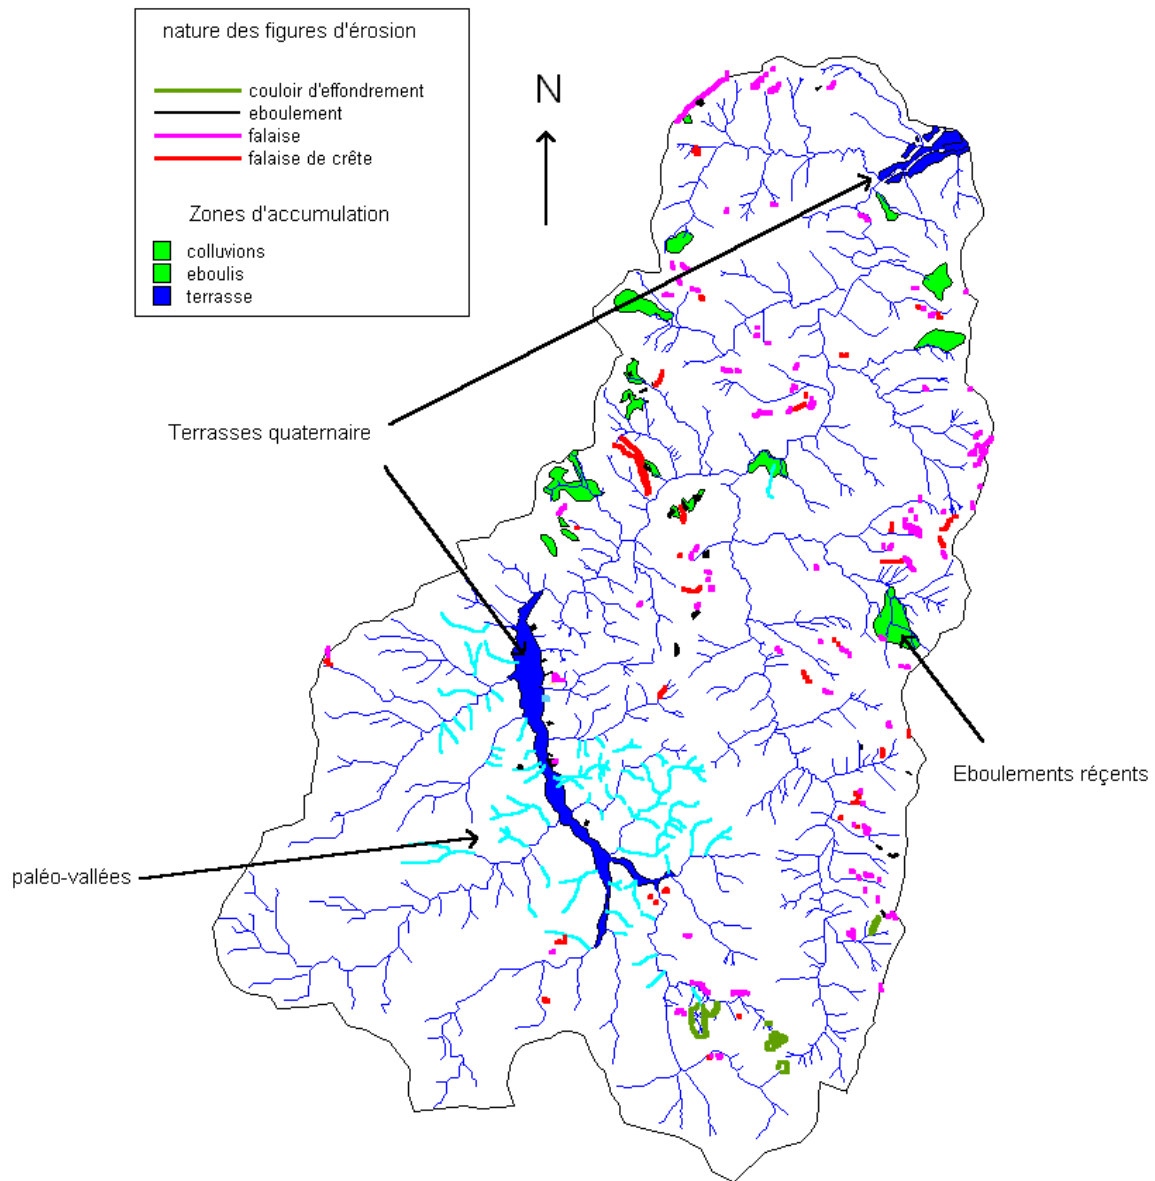 nature des figures d'érosion
couloir d'effondrement
eboulement
falaise
falaise de crête
Zones d'accumulation
colluvions
eboulis
terrasse
N
Terrasses quaternaire
Eboulements réçents
paléo-vallées